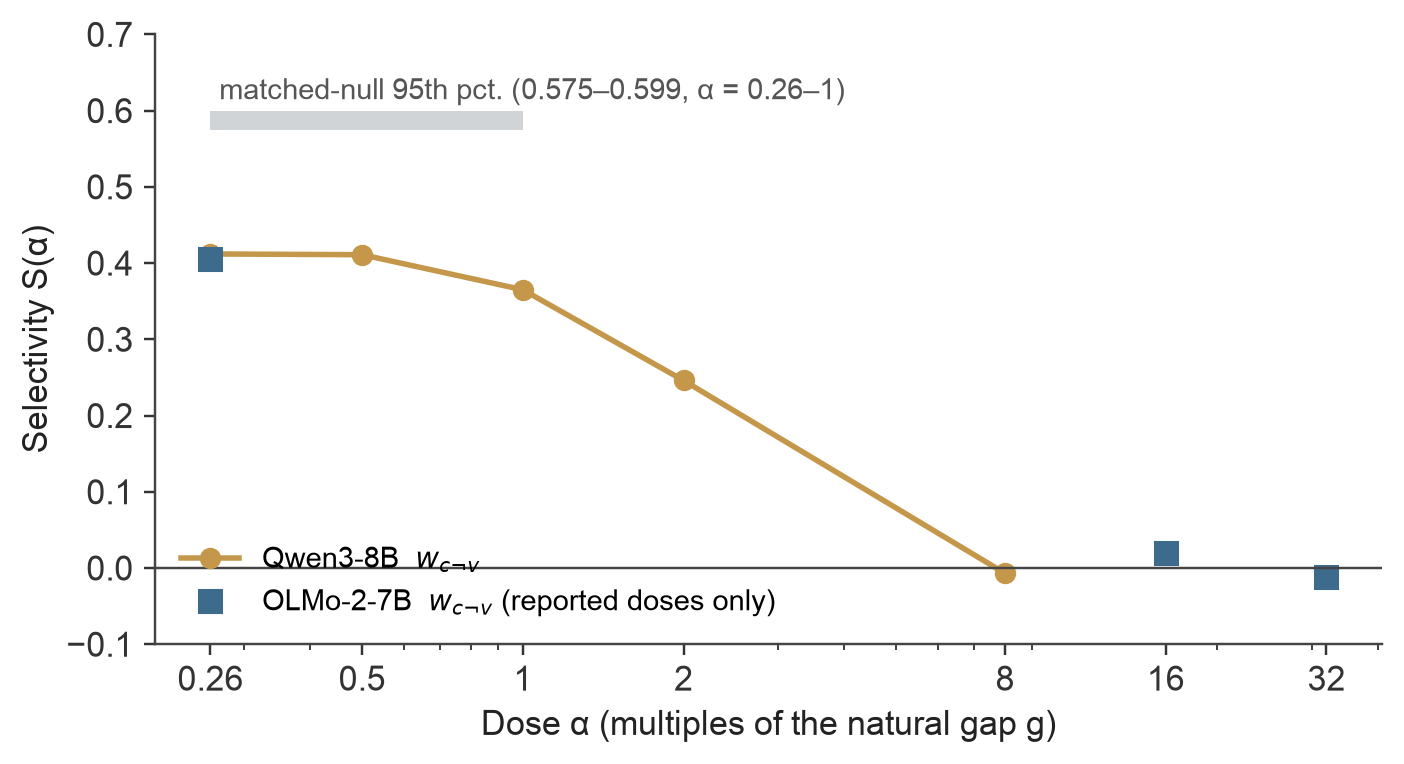 0.7
matched-null 95th pct. (0.575–0.599, α = 0.26–1)
0.6
0.5
0.4
0.3
0.2
0.1
0.0
−0.1
Selectivity S(α)
Qwen3-8B w_{c¬v}
OLMo-2-7B w_{c¬v} (reported doses only)
0.26 0.5 1 2 8 16 32
Dose α (multiples of the natural gap g)